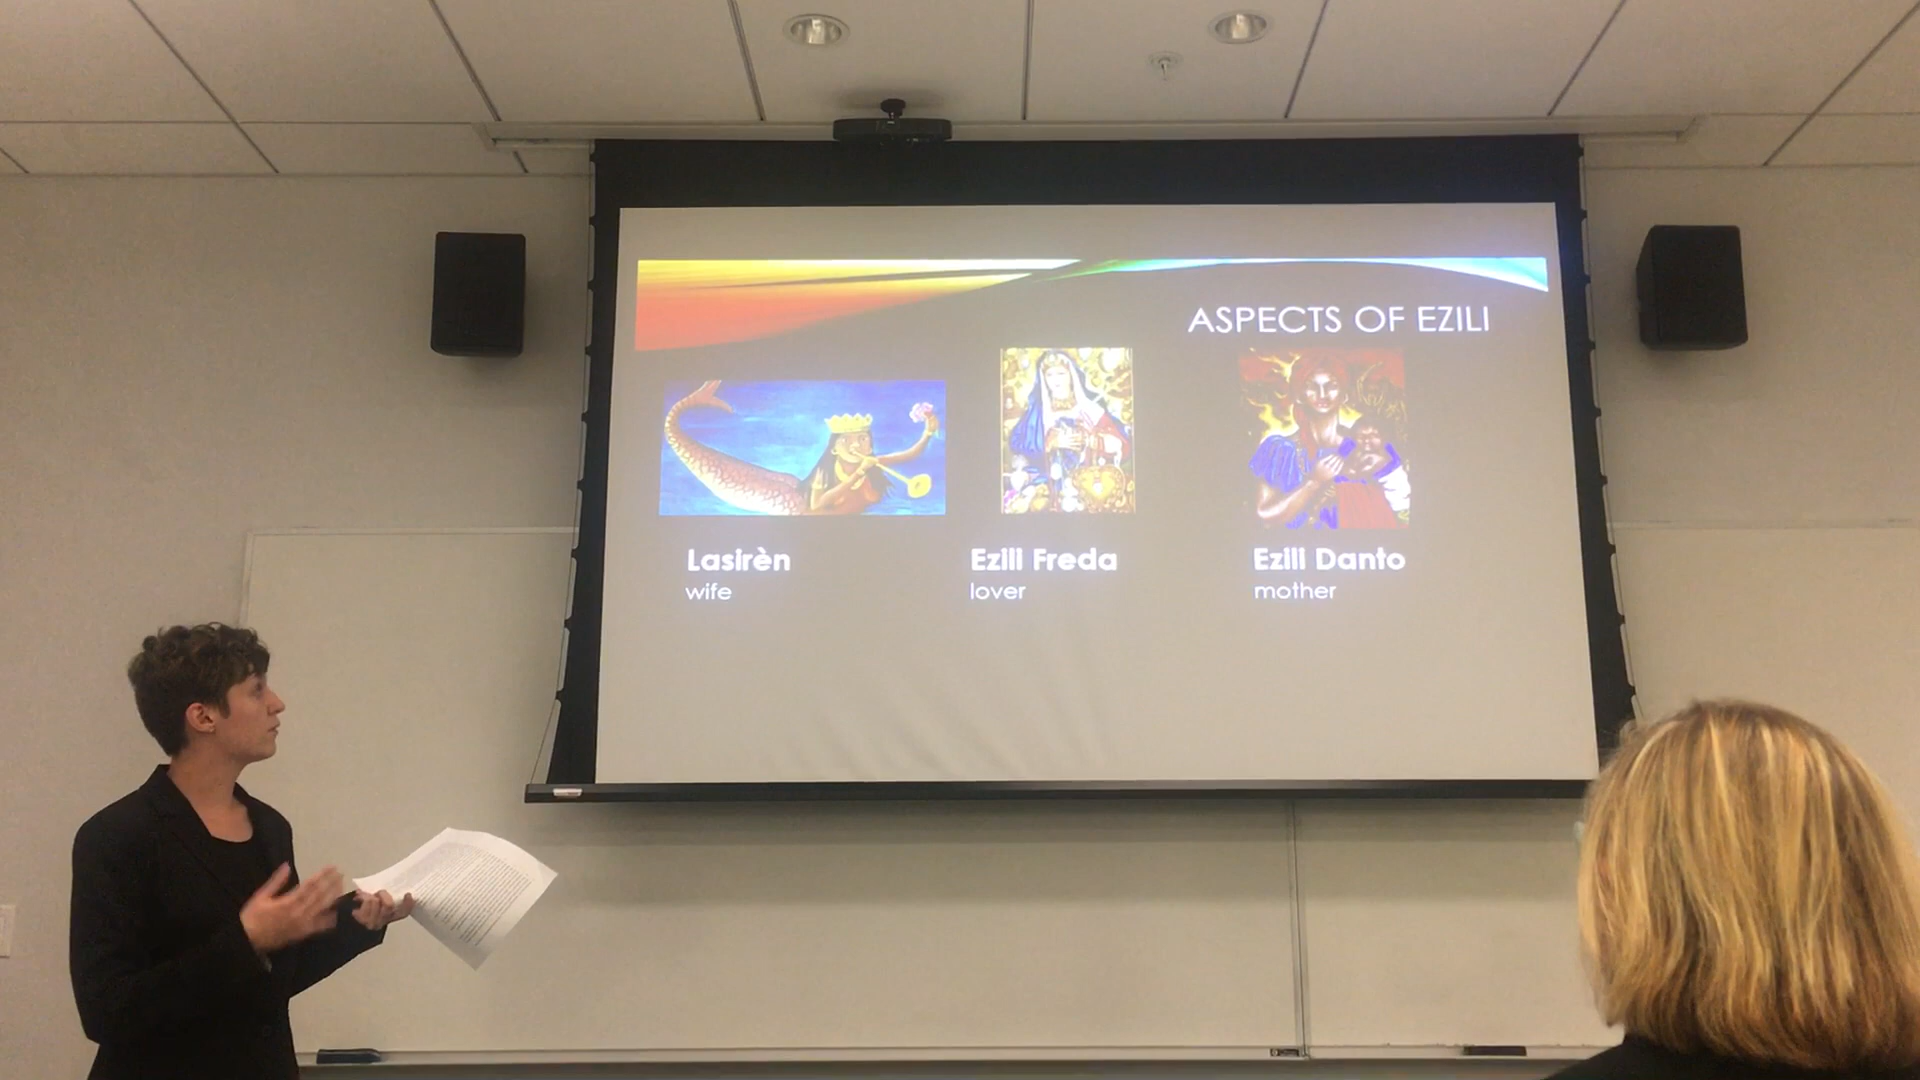 ASPECTS OF EZILI
Lasirèn
wife
Ezili Freda
lover
Ezili Danto
mother